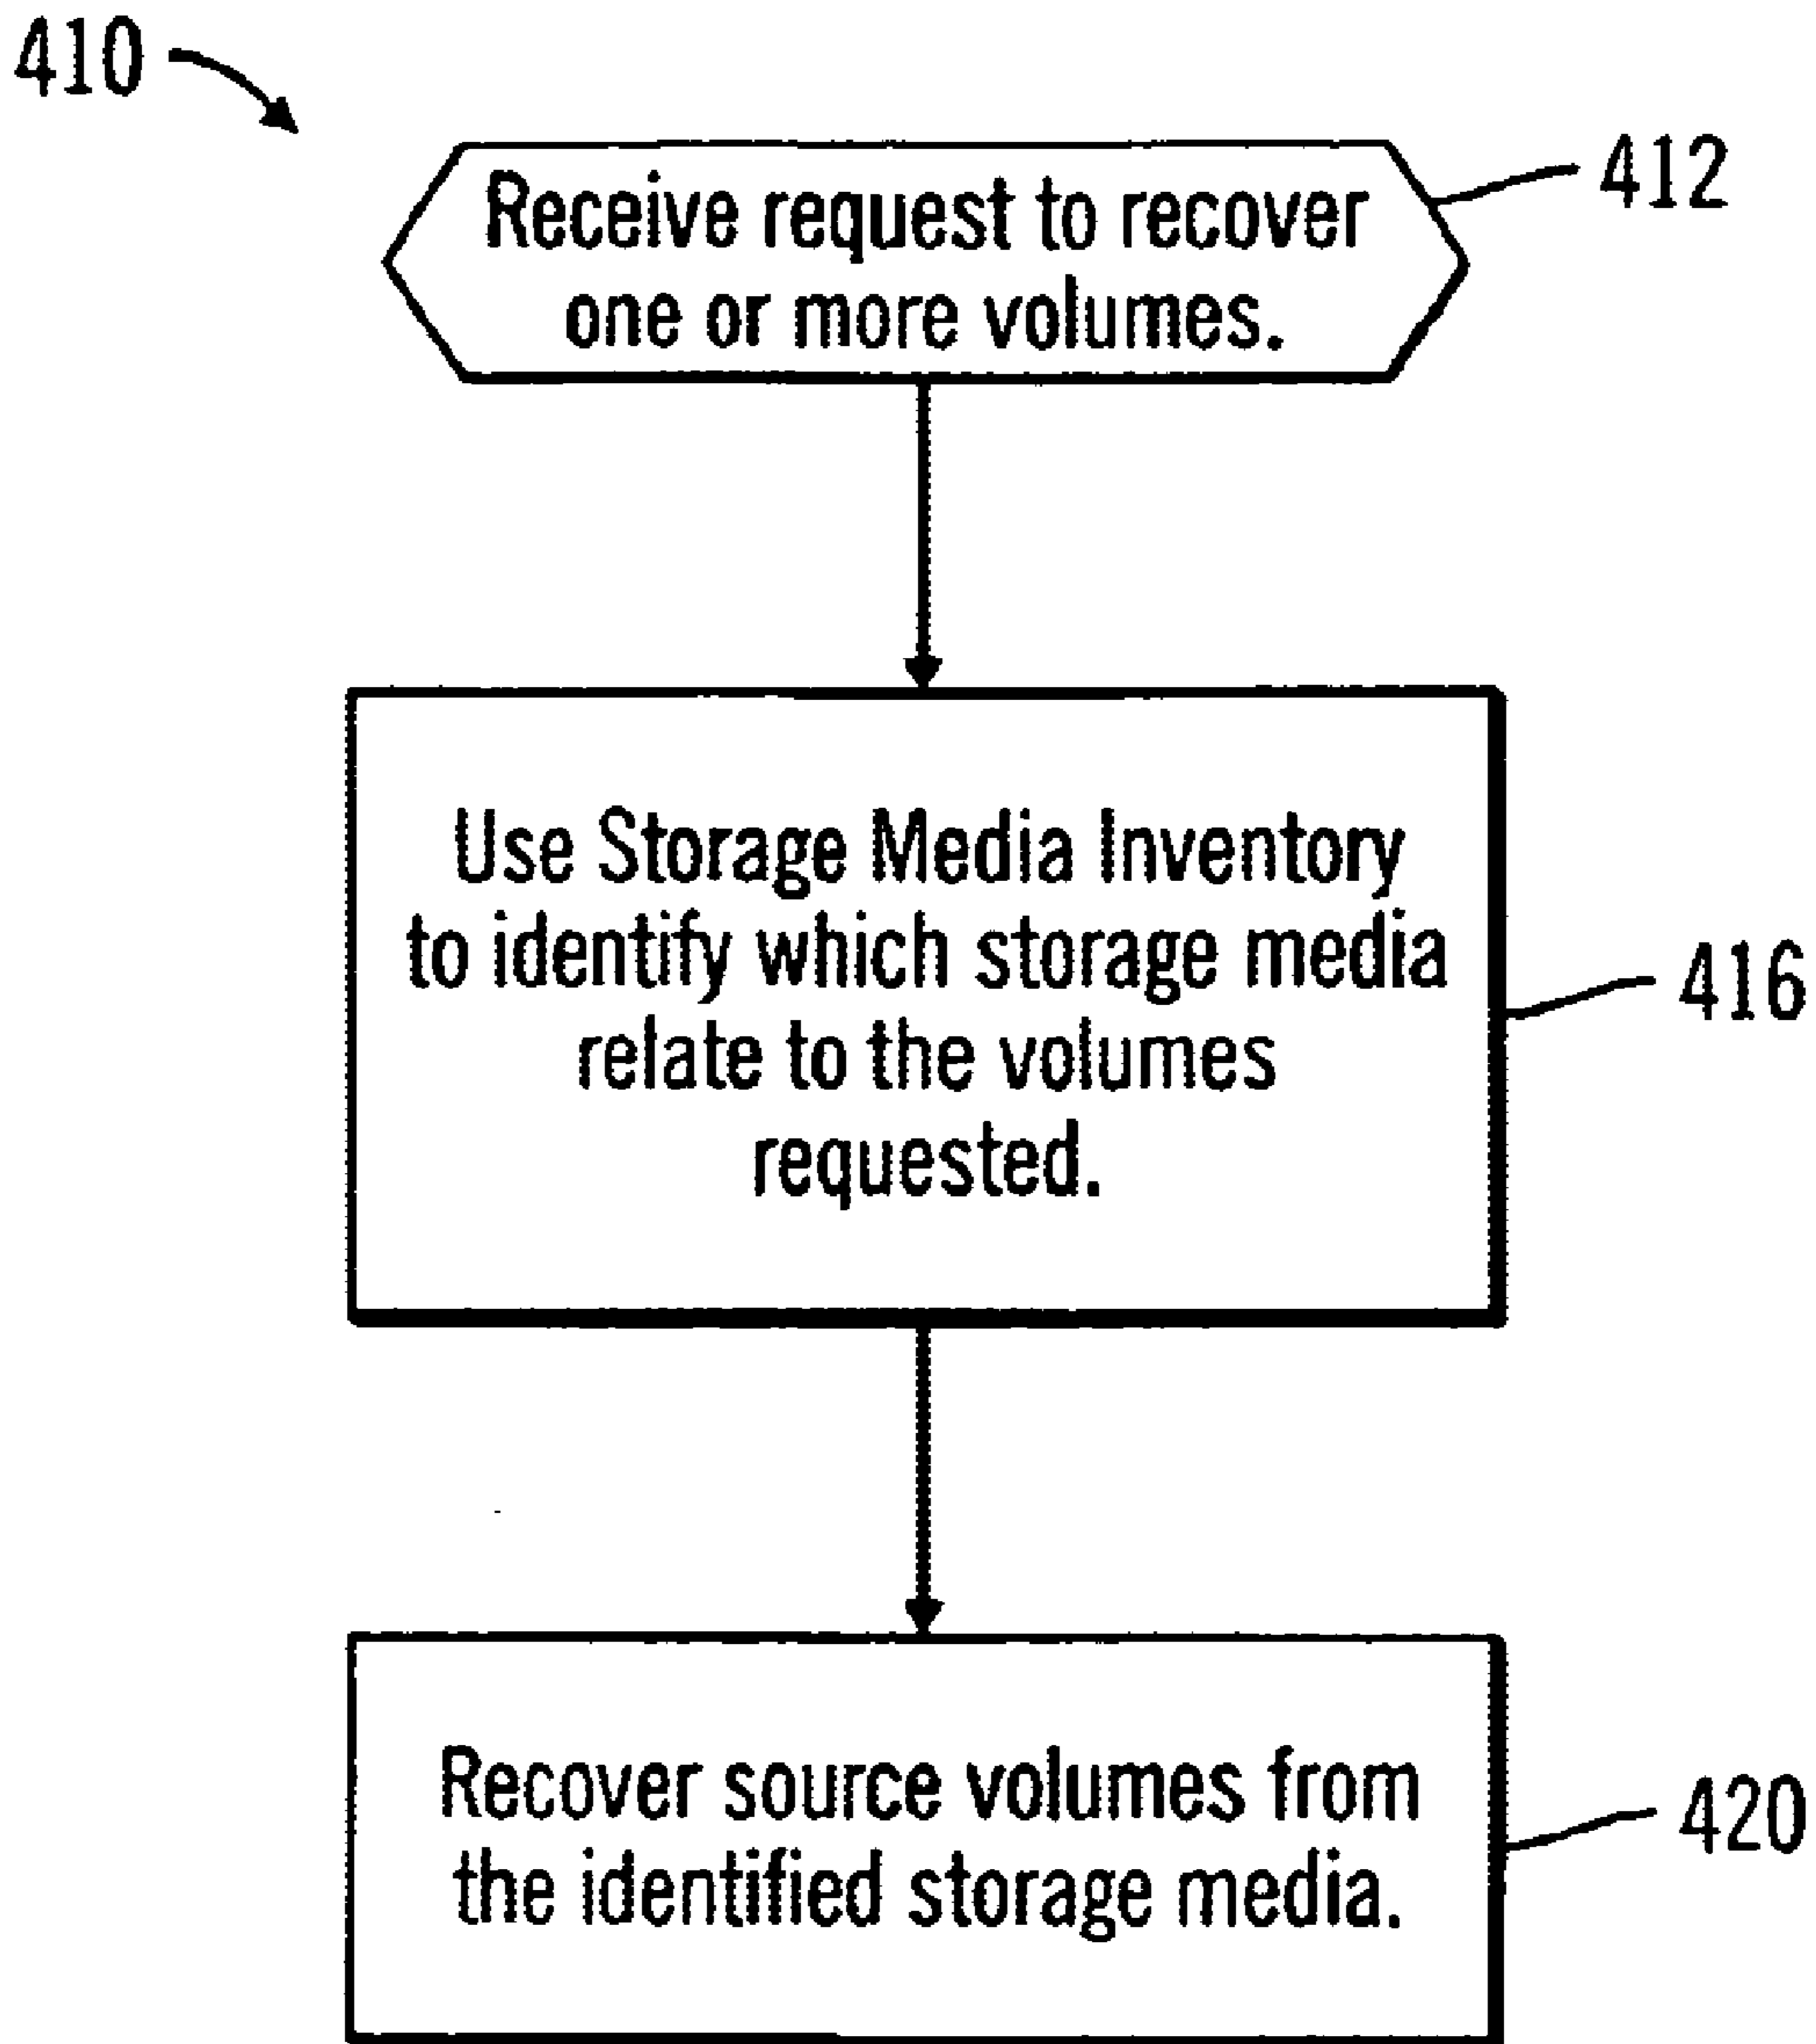 410
Receive request to recover
one or more volumes.
412
Use Storage Media Inventory
to identify which storage media
relate to the volumes
requested.
416
Recover source volumes from
the identified storage media.
420